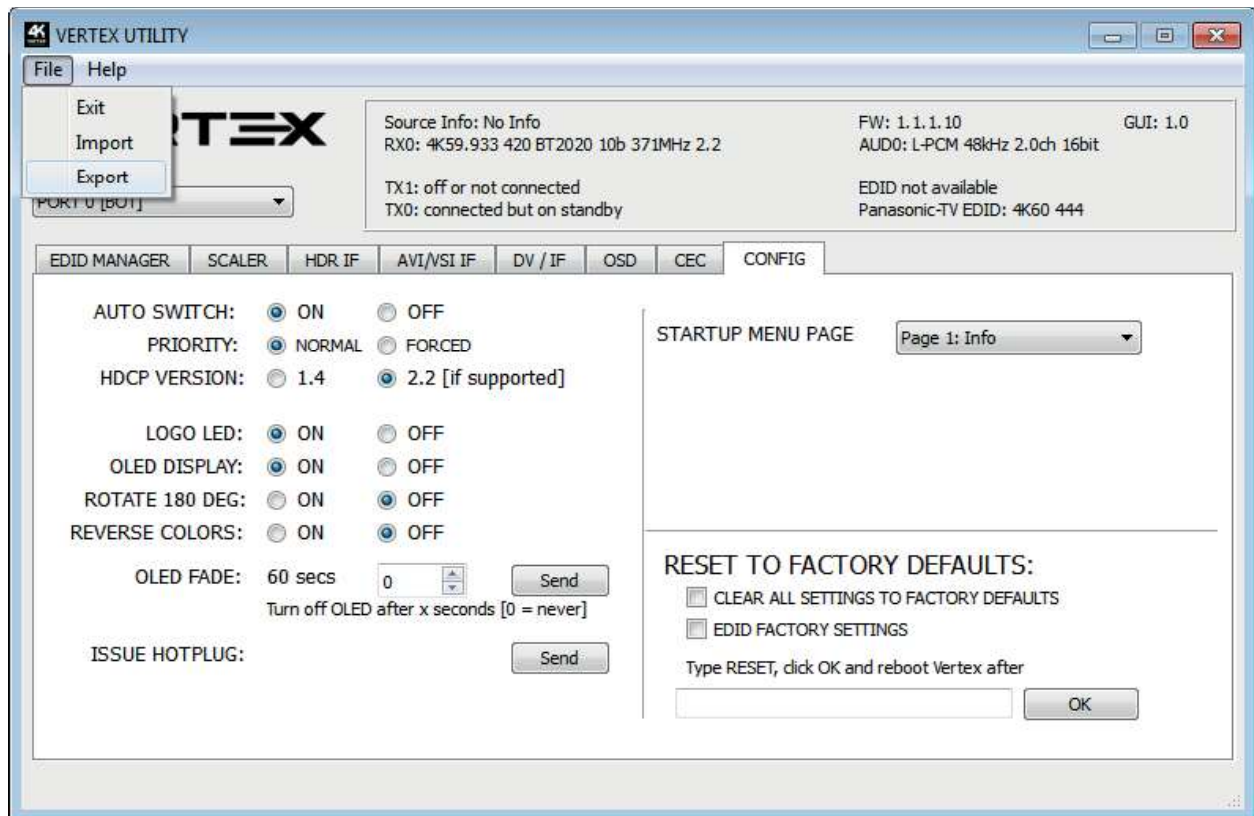 4K VERTEX UTILITY
File Help
Exit
Import
Export
RTEX
PORT 0 [BOT]
Source Info: No Info FW: 1.1.1.10 GUI: 1.0
RX0: 4K59.933 420 BT2020 10b 371MHz 2.2 AUD0: L-PCM 48kHz 2.0ch 16bit
TX1: off or not connected EDID not available
TX0: connected but on standby Panasonic-TV EDID: 4K60 444
EDID MANAGER SCALER HDR IF AVI/VSI IF DV / IF OSD CEC CONFIG
AUTO SWITCH: ON OFF
PRIORITY: NORMAL FORCED
HDCP VERSION: 1.4 2.2 [if supported]
LOGO LED: ON OFF
OLED DISPLAY: ON OFF
ROTATE 180 DEG: ON OFF
REVERSE COLORS: ON OFF
OLED FADE: 60 secs 0 Send
Turn off OLED after x seconds [0 = never]
ISSUE HOTPLUG: Send
STARTUP MENU PAGE Page 1: Info
RESET TO FACTORY DEFAULTS:
CLEAR ALL SETTINGS TO FACTORY DEFAULTS
EDID FACTORY SETTINGS
Type RESET, click OK and reboot Vertex after
OK